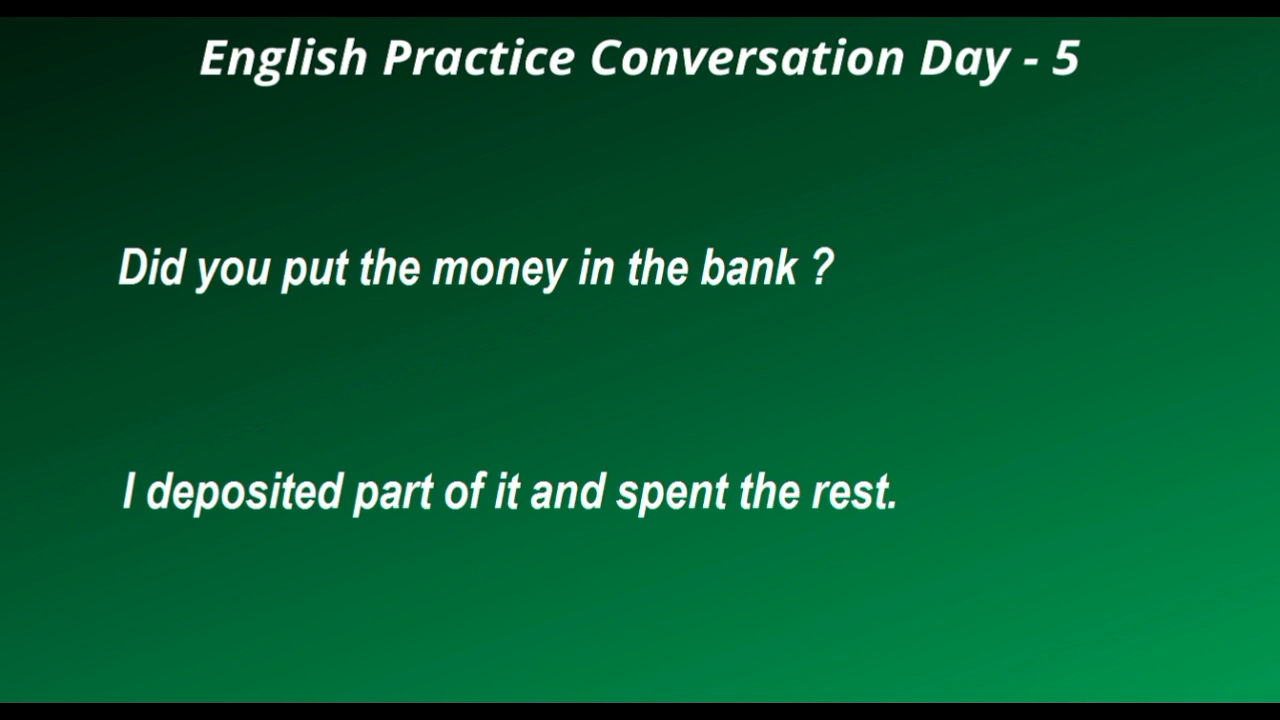 English Practice Conversation Day - 5
Did you put the money in the bank ?
I deposited part of it and spent the rest.